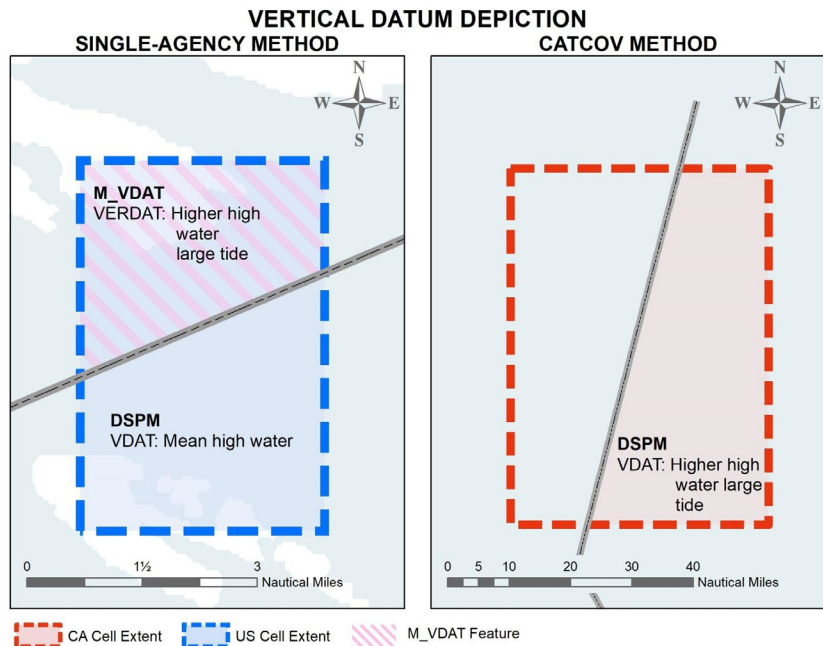 VERTICAL DATUM DEPICTION
SINGLE-AGENCY METHOD
CATCOV METHOD
N
W E
S
N
W E
S
M_VDAT
VERDAT: Higher high
water
large tide
DSPM
VDAT: Mean high water
DSPM
VDAT: Higher high
water large
tide
0 1½ 3
Nautical Miles
0 5 10 20 30 40
Nautical Miles
CA Cell Extent
US Cell Extent
M_VDAT Feature